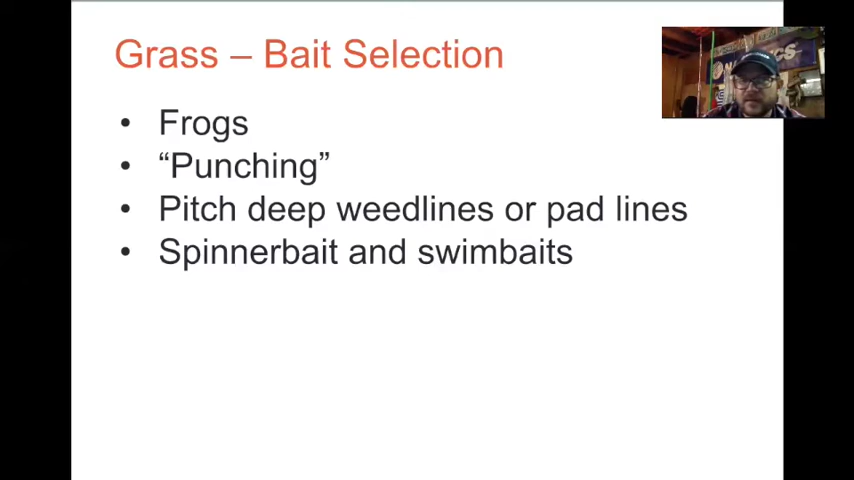 Grass – Bait Selection
• Frogs
• “Punching”
• Pitch deep weedlines or pad lines
• Spinnerbait and swimbaits